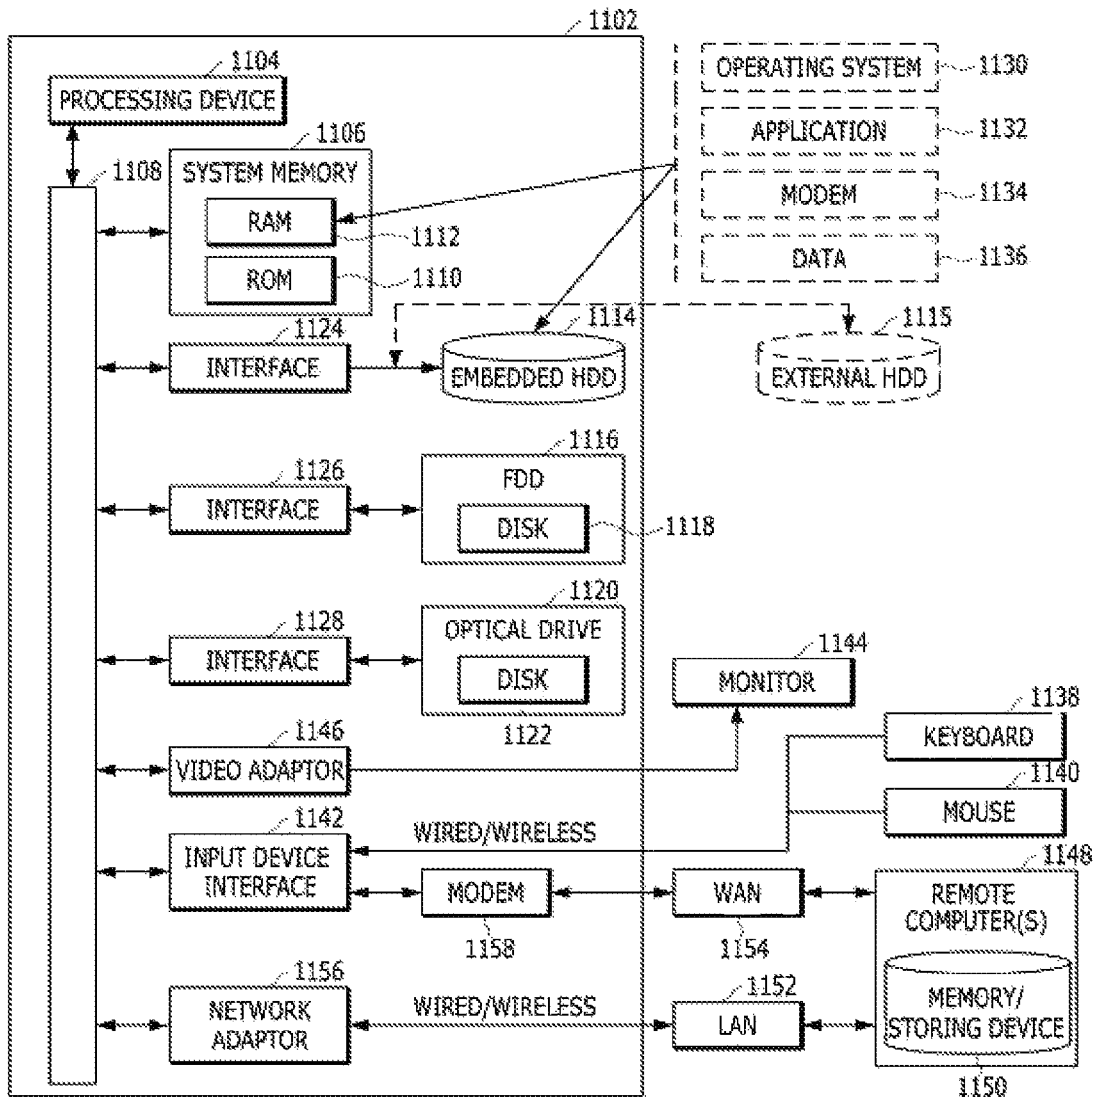 1102
1104
PROCESSING DEVICE
1108
1106
SYSTEM MEMORY
RAM
1112
ROM
1110
OPERATING SYSTEM
1130
APPLICATION
1132
MODEM
1134
DATA
1136
1124
INTERFACE
1114
EMBEDDED HDD
1115
EXTERNAL HDD
1126
INTERFACE
1116
FDD
DISK
1118
1128
INTERFACE
1120
OPTICAL DRIVE
DISK
1122
1144
MONITOR
1138
KEYBOARD
1146
VIDEO ADAPTOR
1140
MOUSE
1142
INPUT DEVICE
INTERFACE
WIRED/WIRELESS
MODEM
1158
WAN
1154
1148
REMOTE
COMPUTER(S)
MEMORY/
STORING DEVICE
1150
1156
NETWORK
ADAPTOR
WIRED/WIRELESS
1152
LAN